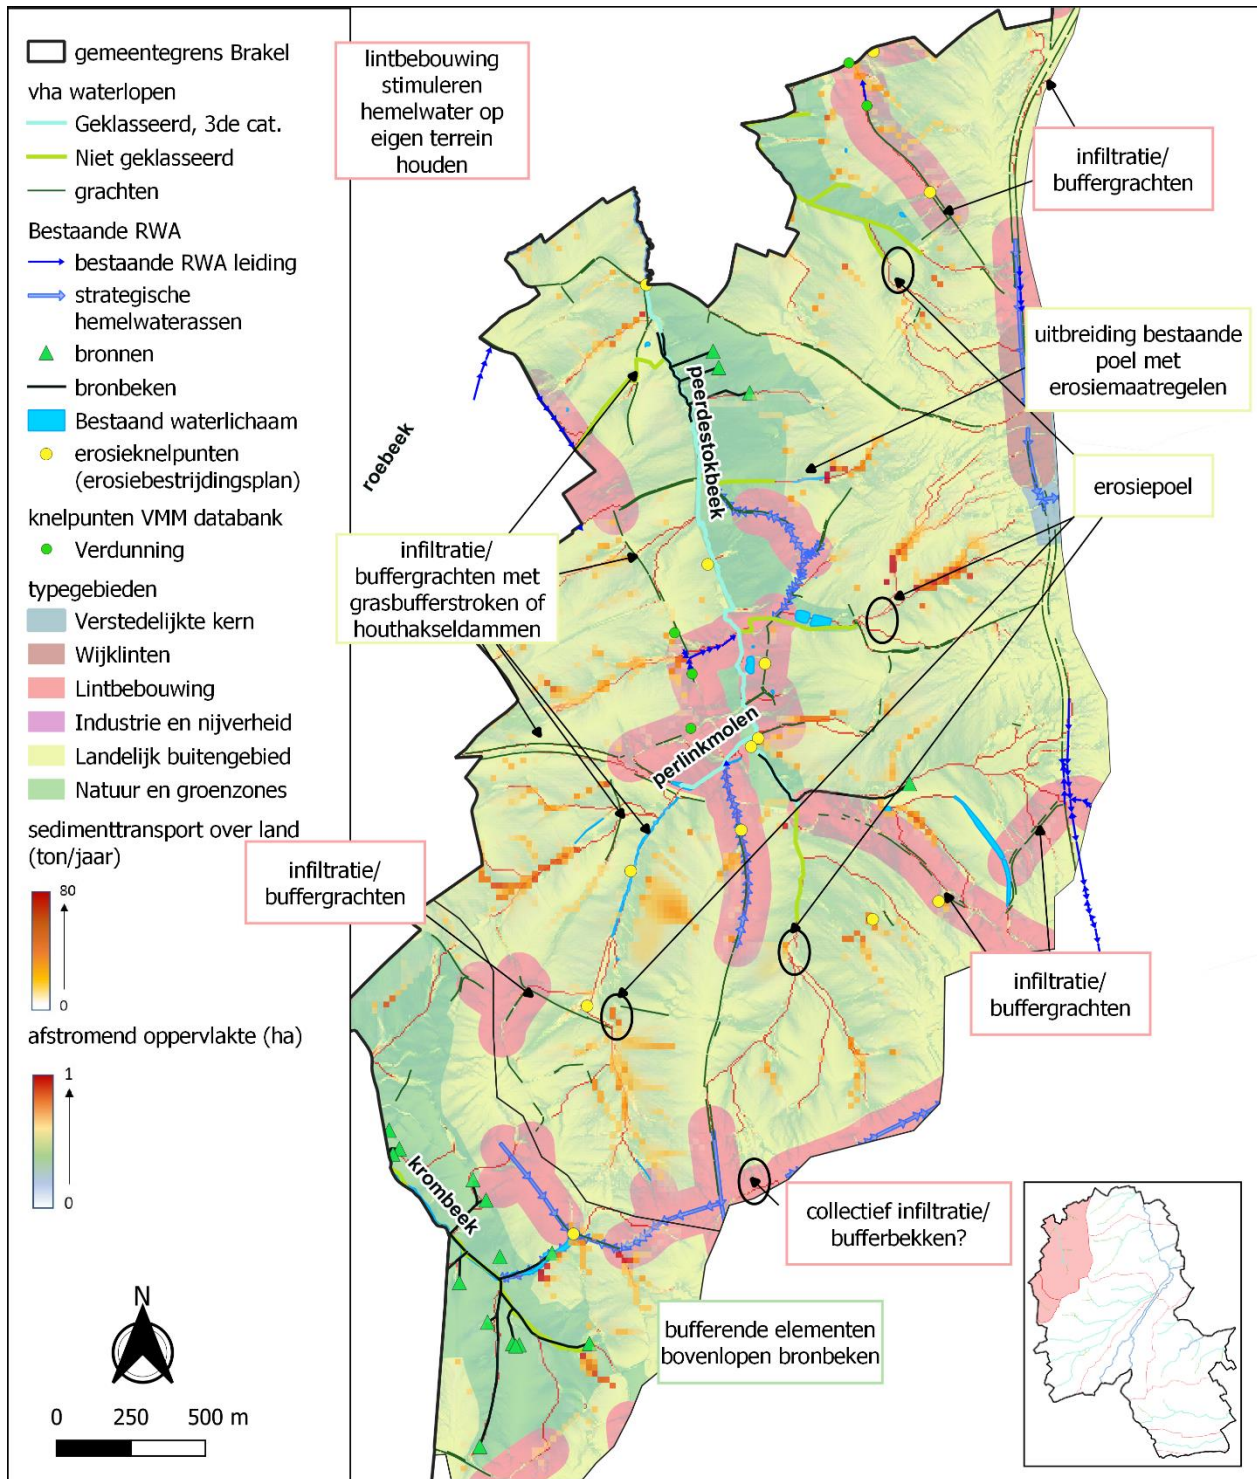 gemeentegrens Brakel
vha waterlopen
Geklasseerd, 3de cat.
Niet geklasseerd
grachten
Bestaande RWA
bestaande RWA leiding
strategische
hemelwaterassen
bronnen
bronbeken
Bestaand waterlichaam
erosieknelpunten
(erosiebestrijdingsplan)
knelpunten VMM databank
Verdunning
typegebieden
Verstedelijkte kern
Wijklinten
Lintbebouwing
Industrie en nijverheid
Landelijk buitengebied
Natuur en groenzones
sedimenttransport over land
(ton/jaar)
80
0
afstromend oppervlakte (ha)
1
0
N
0 250 500 m
lintbebouwing
stimuleren
hemelwater op
eigen terrein
houden
infiltratie/
buffergrachten
uitbreiding bestaande
poel met
erosiemaatregelen
erosiepoel
roebeek
peerdestokbeek
infiltratie/
buffergrachten met
grasbufferstroken of
houthakseldammen
perlinkmolen
infiltratie/
buffergrachten
infiltratie/
buffergrachten
krombeek
collectief infiltratie/
bufferbekken?
bufferende elementen
bovenlopen bronbeken